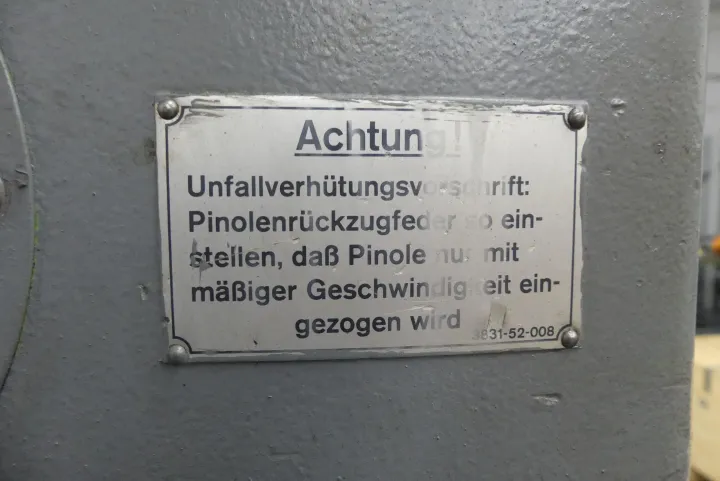 Achtung!
Unfallverhütungsvorschrift:
Pinolenrückzugfeder so ein-
stellen, daß Pinole nur mit
mäßiger Geschwindigkeit ein-
gezogen wird
3831-52-008